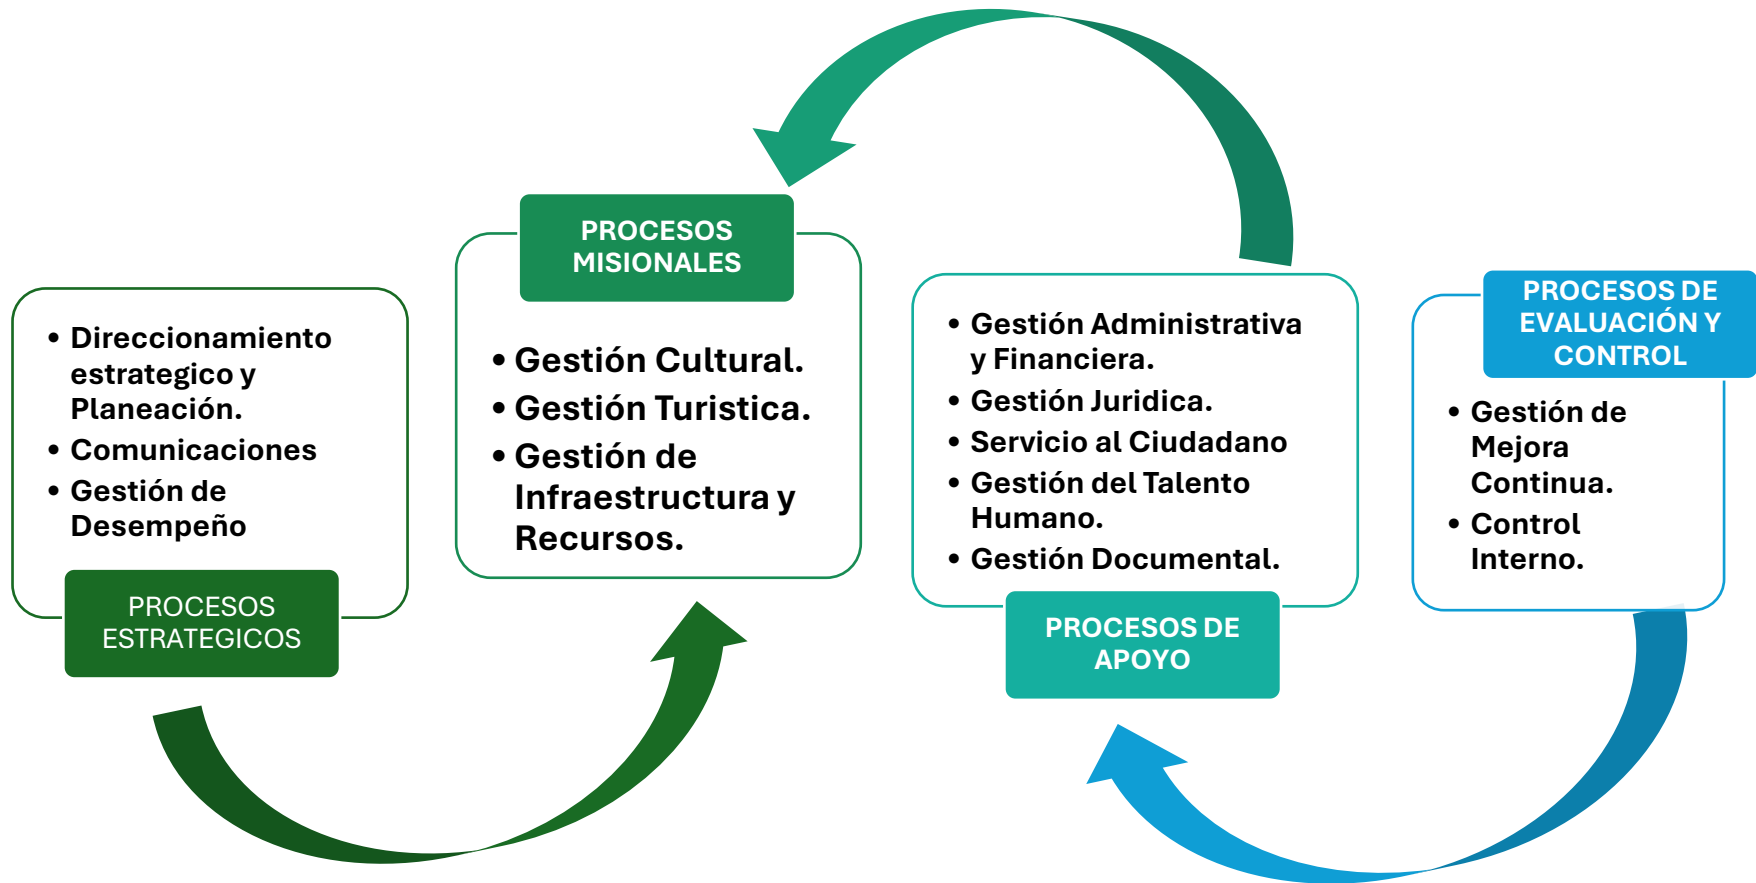 • Direccionamiento
estrategico y
Planeación.
• Comunicaciones
• Gestión de
Desempeño
PROCESOS
ESTRATEGICOS
PROCESOS
MISIONALES
• Gestión Cultural.
• Gestión Turistica.
• Gestión de
Infraestructura y
Recursos.
• Gestión Administrativa
y Financiera.
• Gestión Juridica.
• Servicio al Ciudadano
• Gestión del Talento
Humano.
• Gestión Documental.
PROCESOS DE
APOYO
PROCESOS DE
EVALUACIÓN Y
CONTROL
• Gestión de
Mejora
Continua.
• Control
Interno.